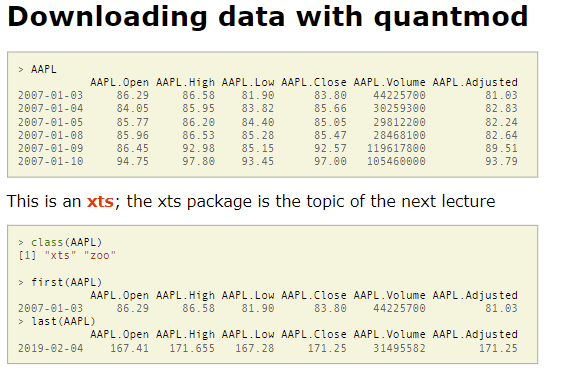 Downloading data with quantmod
> AAPL
AAPL.Open AAPL.High AAPL.Low AAPL.Close AAPL.Volume AAPL.Adjusted
2007-01-03 86.29 86.58 81.90 83.80 44225700 81.03
2007-01-04 84.05 85.95 83.82 85.66 30259300 82.83
2007-01-05 85.77 86.20 84.40 85.05 29812200 82.24
2007-01-08 85.96 86.53 85.28 85.47 28468100 82.64
2007-01-09 86.45 92.98 85.15 92.57 119617800 89.51
2007-01-10 94.75 97.80 93.45 97.00 105460000 93.79
This is an xts; the xts package is the topic of the next lecture
> class(AAPL)
[1] "xts" "zoo"
> first(AAPL)
AAPL.Open AAPL.High AAPL.Low AAPL.Close AAPL.Volume AAPL.Adjusted
2007-01-03 86.29 86.58 81.90 83.80 44225700 81.03
> last(AAPL)
AAPL.Open AAPL.High AAPL.Low AAPL.Close AAPL.Volume AAPL.Adjusted
2019-02-04 167.41 171.655 167.28 171.25 31495582 171.25